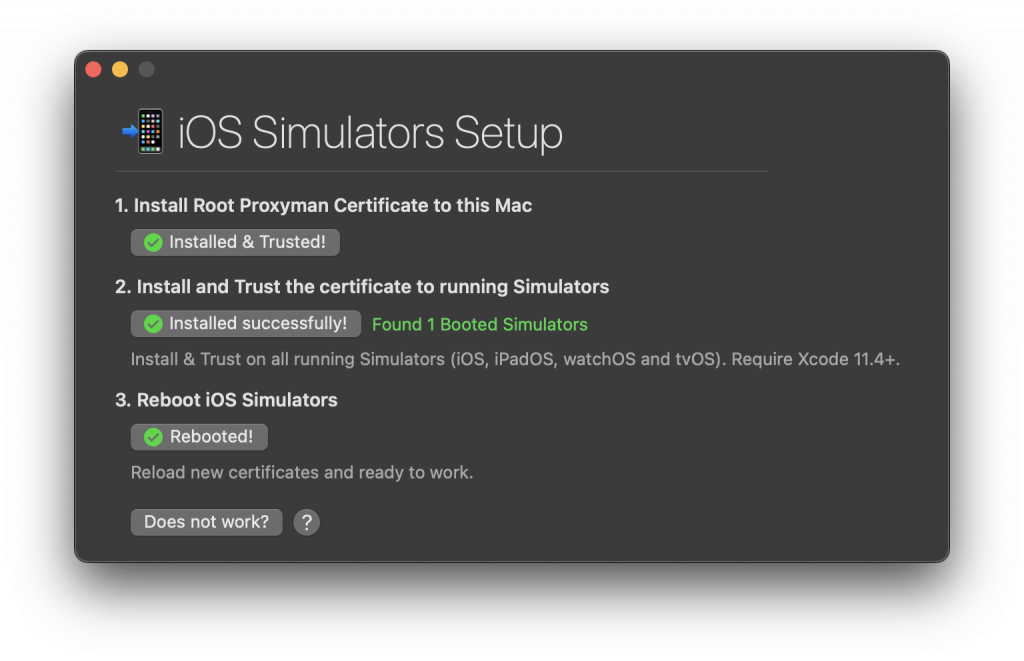 iOS Simulators Setup
1. Install Root Proxyman Certificate to this Mac
Installed & Trusted!
2. Install and Trust the certificate to running Simulators
Installed successfully! Found 1 Booted Simulators
Install & Trust on all running Simulators (iOS, iPadOS, watchOS and tvOS). Require Xcode 11.4+.
3. Reboot iOS Simulators
Rebooted!
Reload new certificates and ready to work.
Does not work? ?